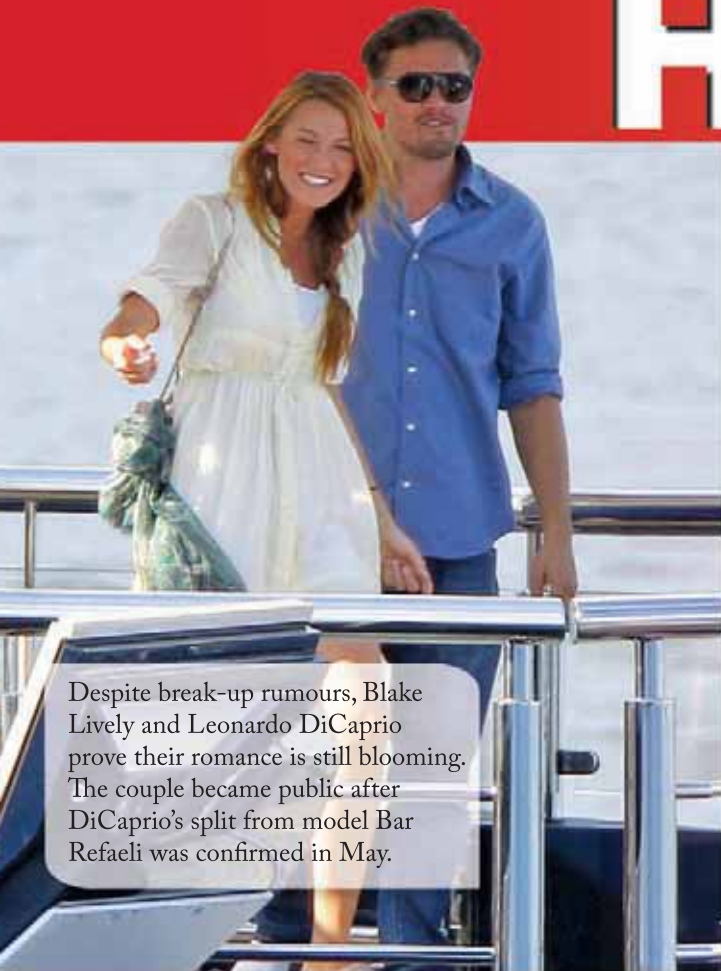 H
Despite break-up rumours, Blake
Lively and Leonardo DiCaprio
prove their romance is still blooming.
The couple became public after
DiCaprio’s split from model Bar
Refaeli was confirmed in May.